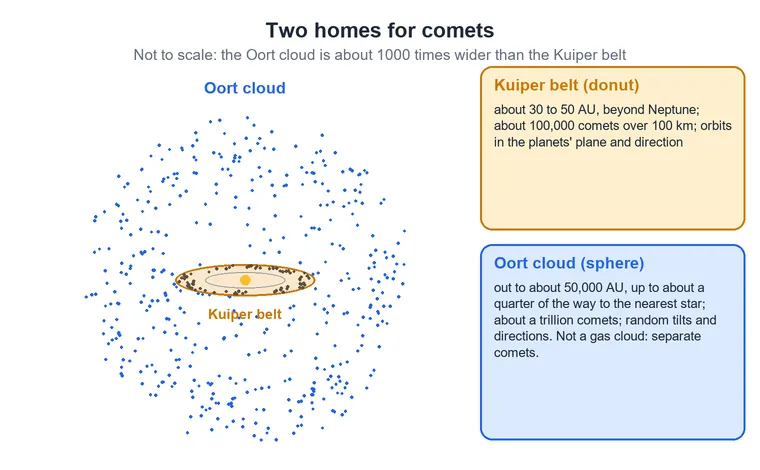 Two homes for comets
Not to scale: the Oort cloud is about 1000 times wider than the Kuiper belt
Oort cloud
Kuiper belt
Kuiper belt (donut)
about 30 to 50 AU, beyond Neptune;
about 100,000 comets over 100 km; orbits
in the planets' plane and direction
Oort cloud (sphere)
out to about 50,000 AU, up to about a
quarter of the way to the nearest star;
about a trillion comets; random tilts and
directions. Not a gas cloud: separate
comets.